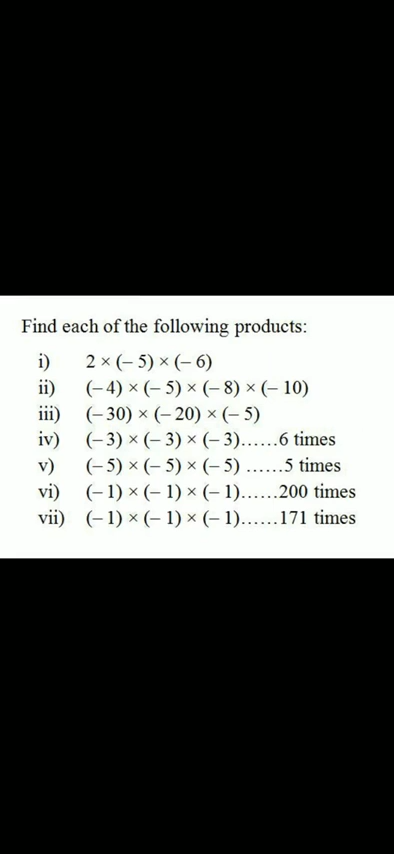 Find each of the following products:
i) 2 × (– 5) × (– 6)
ii) (– 4) × (– 5) × (– 8) × (– 10)
iii) (– 30) × (– 20) × (– 5)
iv) (– 3) × (– 3) × (– 3)......6 times
v) (– 5) × (– 5) × (– 5) ......5 times
vi) (– 1) × (– 1) × (– 1)......200 times
vii) (– 1) × (– 1) × (– 1)......171 times